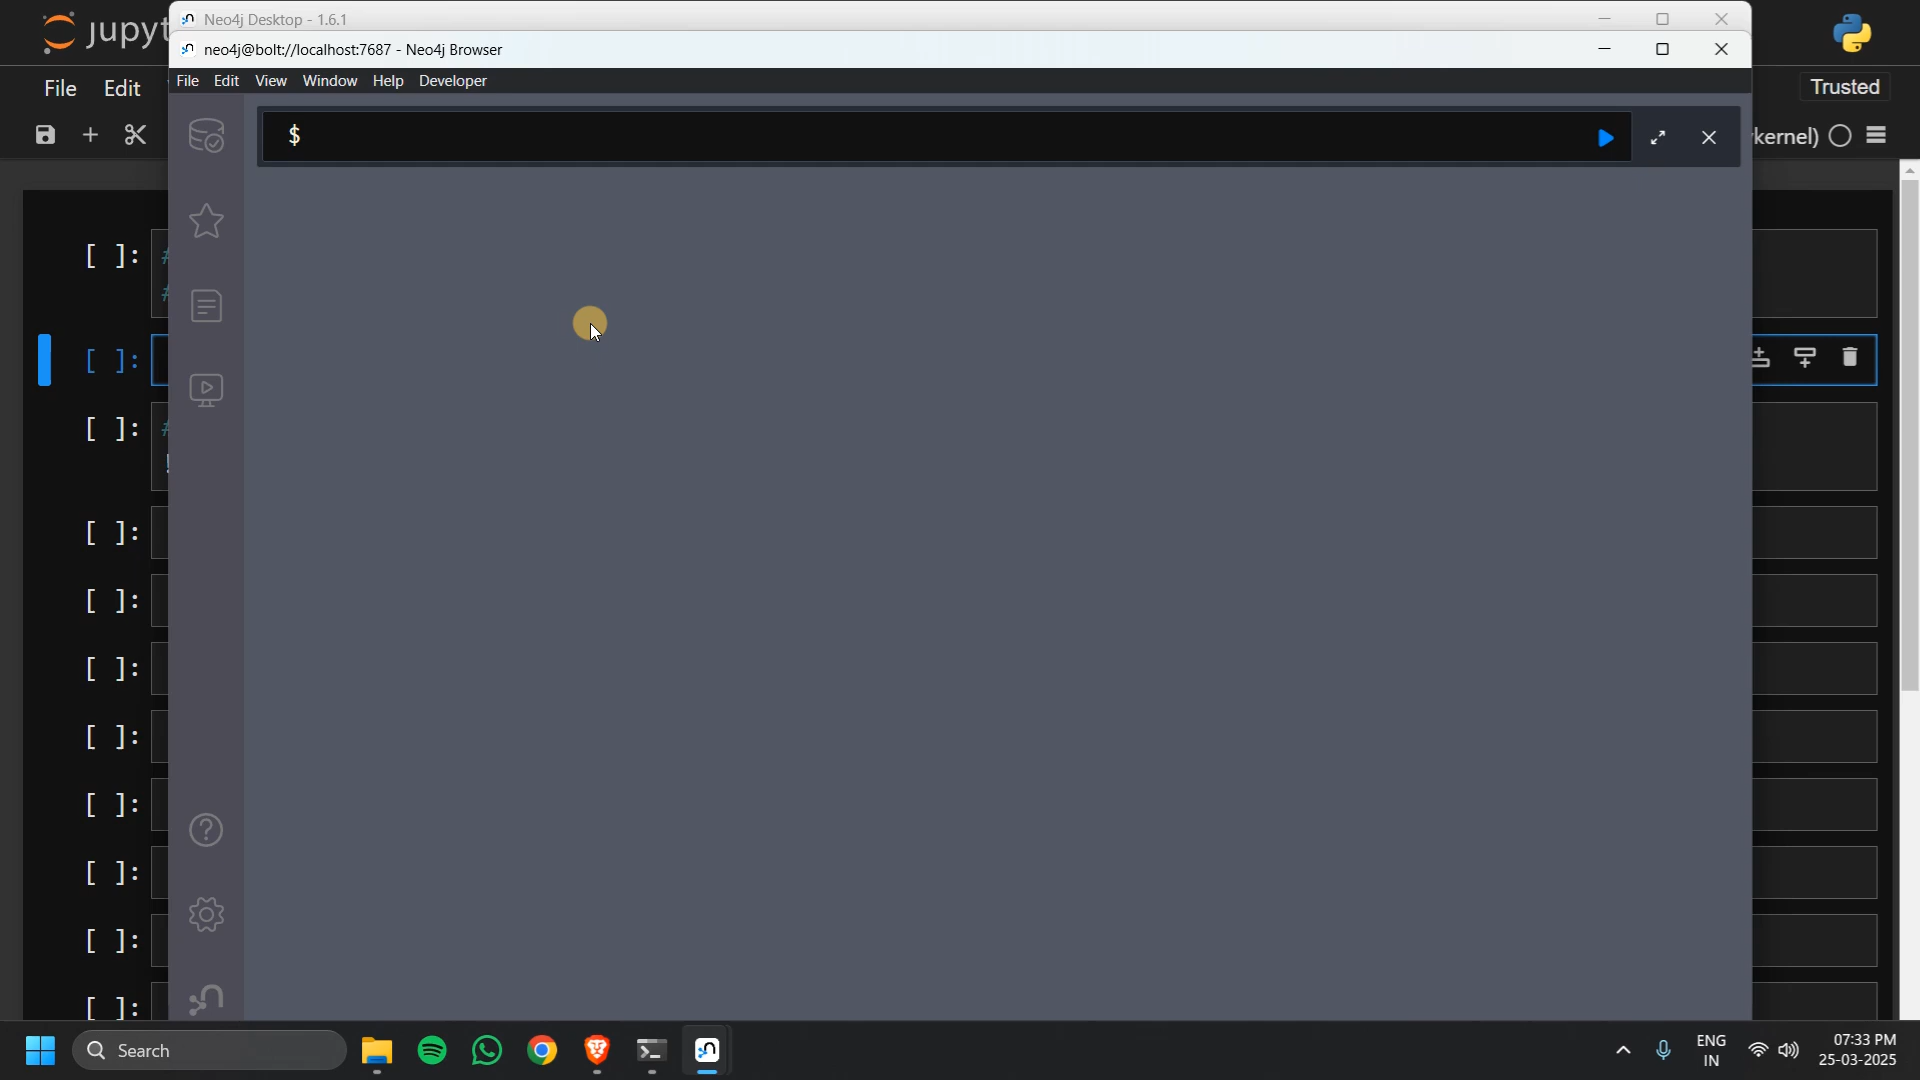 jupyt
Neo4j Desktop - 1.6.1
neo4j@bolt://localhost:7687 - Neo4j Browser
File Edit View Window Help Developer
File Edit
Trusted
$
kernel)
[ ]: #
#
[ ]:
[ ]: #
!
[ ]:
[ ]:
[ ]:
[ ]:
[ ]:
[ ]:
[ ]:
[ ]:
Search
ENG
IN
07:33 PM
25-03-2025